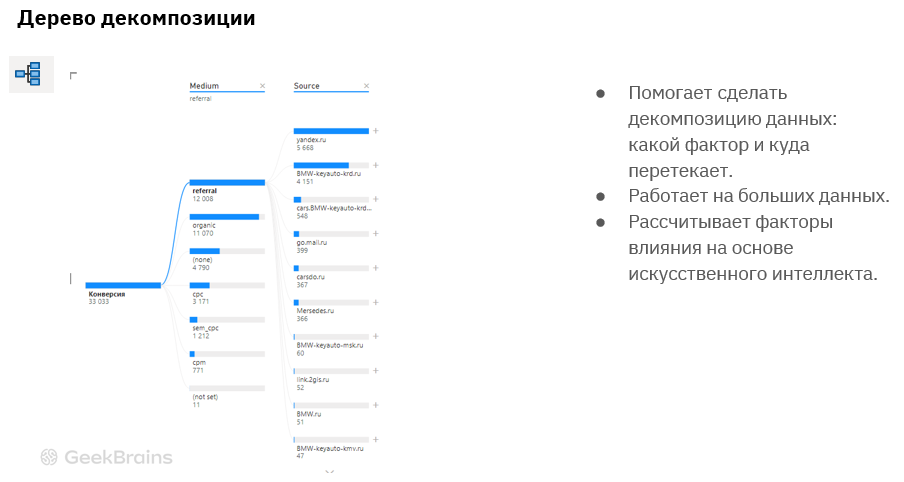 Дерево декомпозиции
Medium
referral
Source
yandex.ru
5 668
BMW-keyauto-krd.ru
4 151
cars.BMW-keyauto-krd...
548
go.mail.ru
399
carsdo.ru
367
Mersedes.ru
366
BMW-keyauto-msk.ru
60
link.2gis.ru
52
BMW.ru
51
BMW-keyauto-kmv.ru
47
referral
12 008
organic
11 070
(none)
4 790
cpc
3 171
sem_cpc
1 212
cpm
771
(not set)
11
Конверсия
33 033
Помогает сделать
декомпозицию данных:
какой фактор и куда
перетекает.
Работает на больших данных.
Рассчитывает факторы
влияния на основе
искусственного интеллекта.
GeekBrains